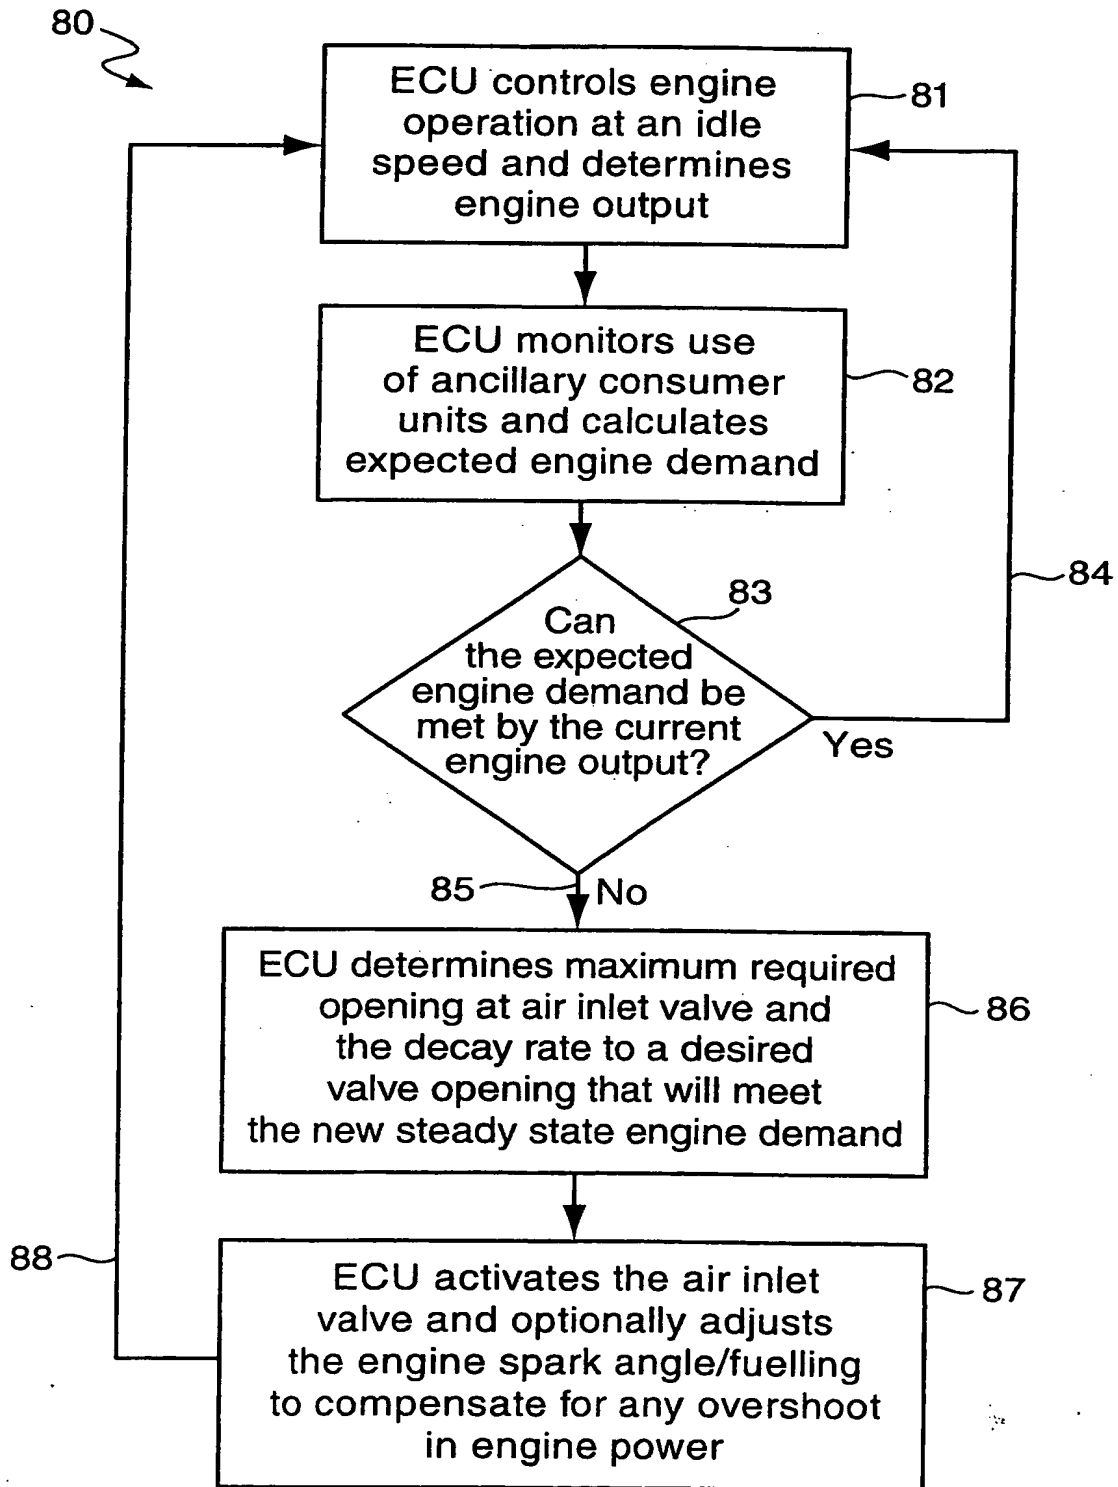 80
ECU controls engine
operation at an idle
speed and determines
engine output
81
ECU monitors use
of ancillary consumer
units and calculates
expected engine demand
82
83
Can
the expected
engine demand be
met by the current
engine output?
Yes
84
85
No
ECU determines maximum required
opening at air inlet valve and
the decay rate to a desired
valve opening that will meet
the new steady state engine demand
86
88
ECU activates the air inlet
valve and optionally adjusts
the engine spark angle/fuelling
to compensate for any overshoot
in engine power
87